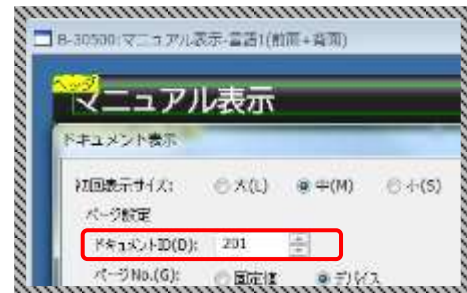 B-30500:マニュアル表示-言語1(前面+背面)
ヘッダ
マニュアル表示
ドキュメント表示
初回表示サイズ: 大(L) 中(M) 小(S)
ページ設定
ドキュメントID(D): 201
ページNo.(G): 固定値 デバイス